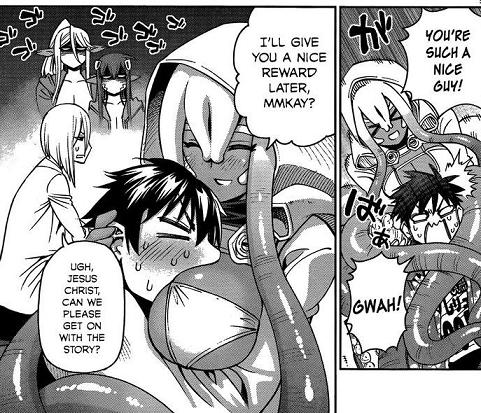 YOU'RE
SUCH A
NICE
GUY!
GWAH!
I'LL GIVE
YOU A NICE
REWARD
LATER,
MMKAY?
UGH,
JESUS
CHRIST,
CAN WE
PLEASE
GET ON
WITH THE
STORY?